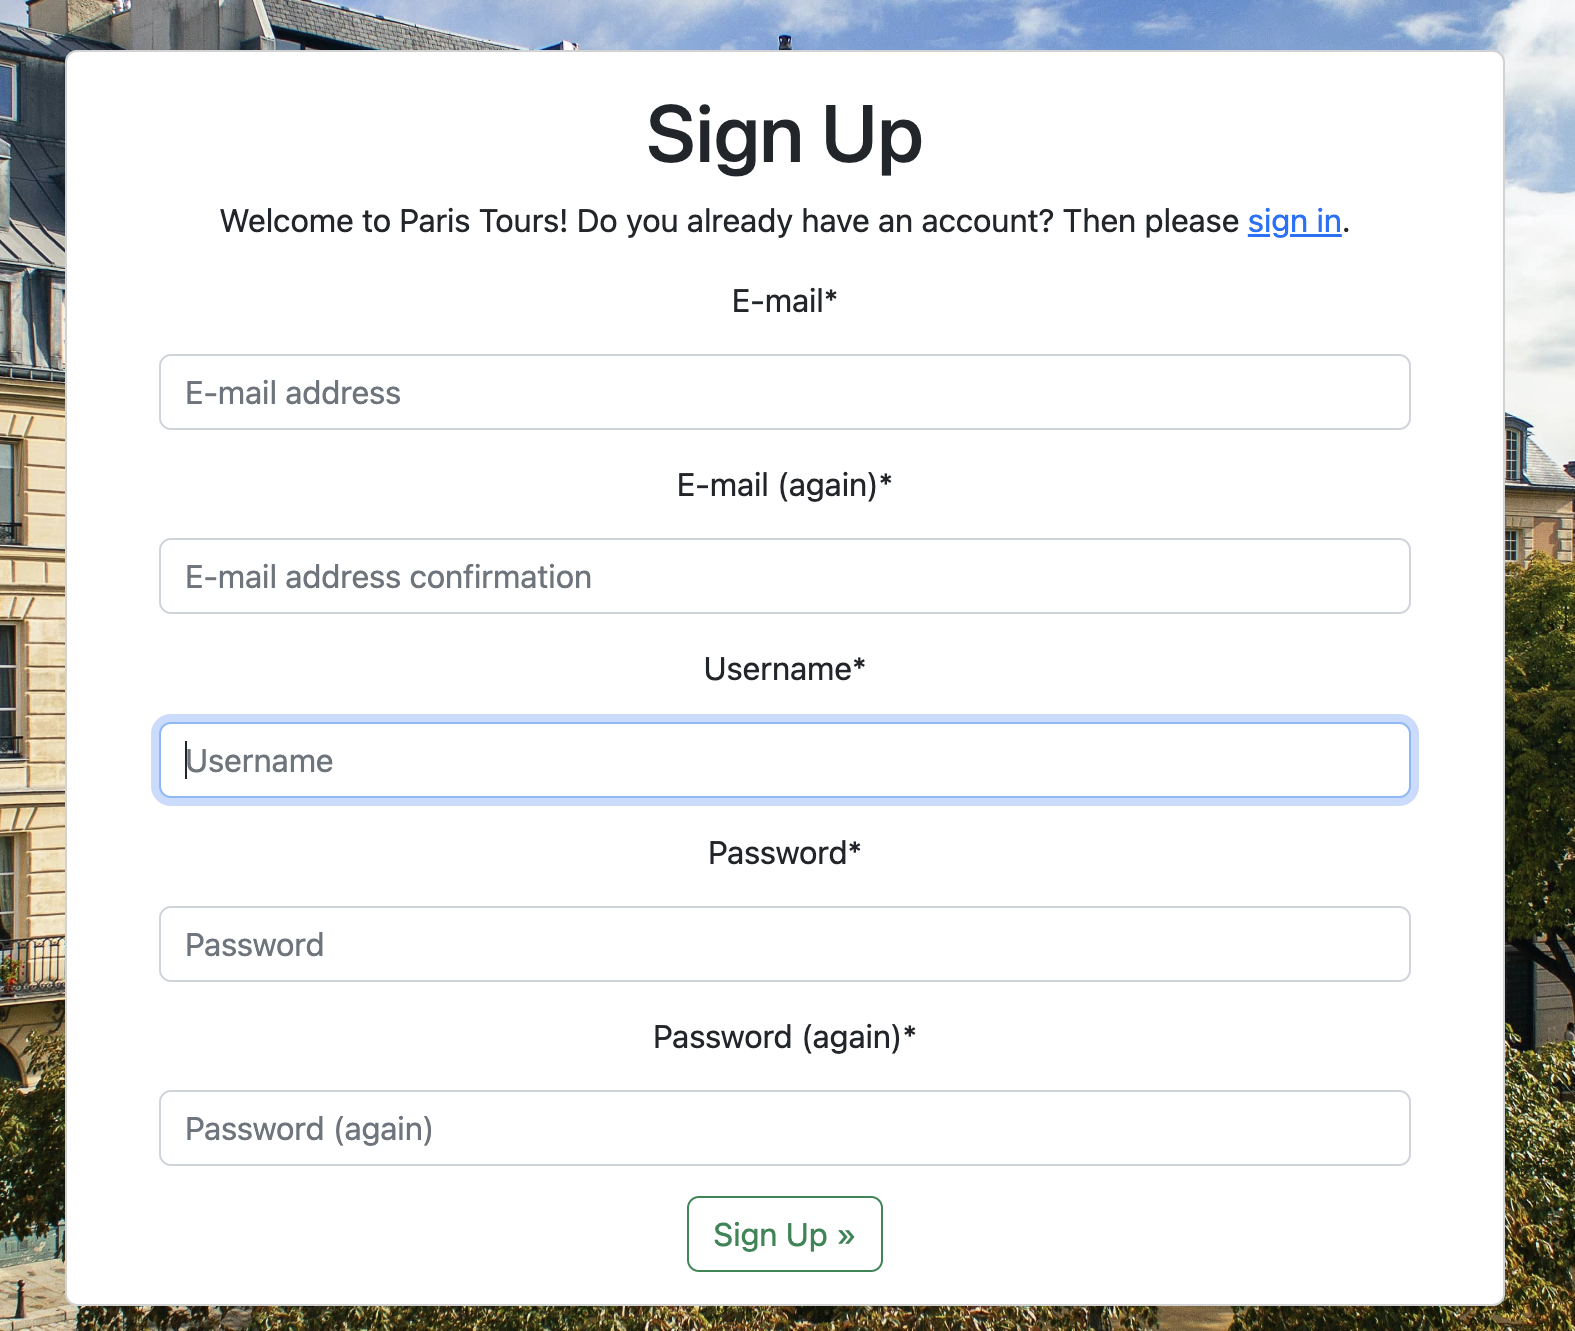 Sign Up
Welcome to Paris Tours! Do you already have an account? Then please sign in.
E-mail*
E-mail address
E-mail (again)*
E-mail address confirmation
Username*
Username
Password*
Password
Password (again)*
Password (again)
Sign Up »